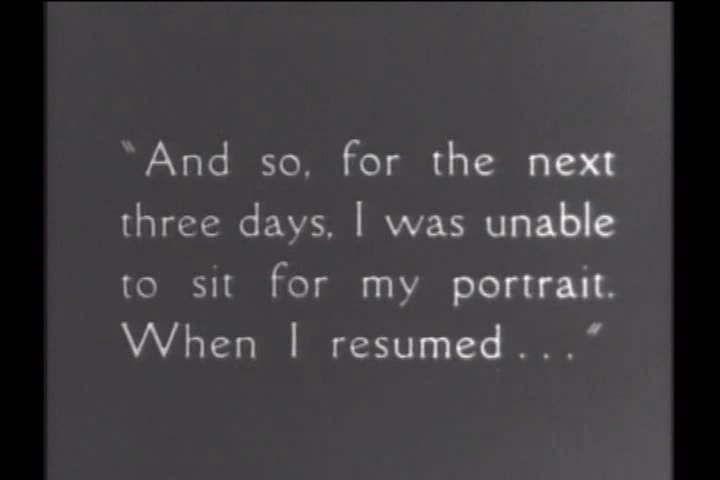 "And so, for the next
three days, I was unable
to sit for my portrait.
When I resumed . . ."